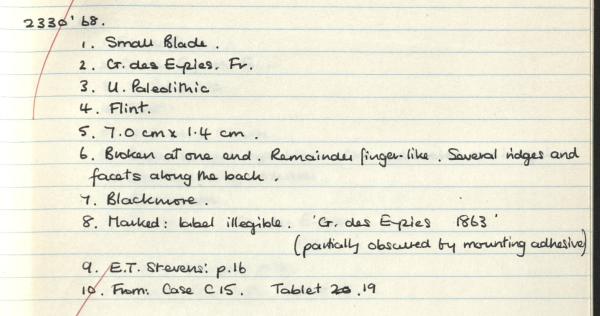 2330'68.
1. Small Blade.
2. G. des Eyzies. Fr.
3. U. Paleolithic
4. Flint.
5. 7.0 cm x 1.4 cm.
6. Broken at one end. Remainder finger-like. Several ridges and
facets along the back.
7. Blackmore.
8. Marked: label illegible. 'G. des Eyzies 1863'
(partially obscured by mounting adhesive)
9. E.T. Stevens: p.16
10. From: Case C15. Tablet 20.19